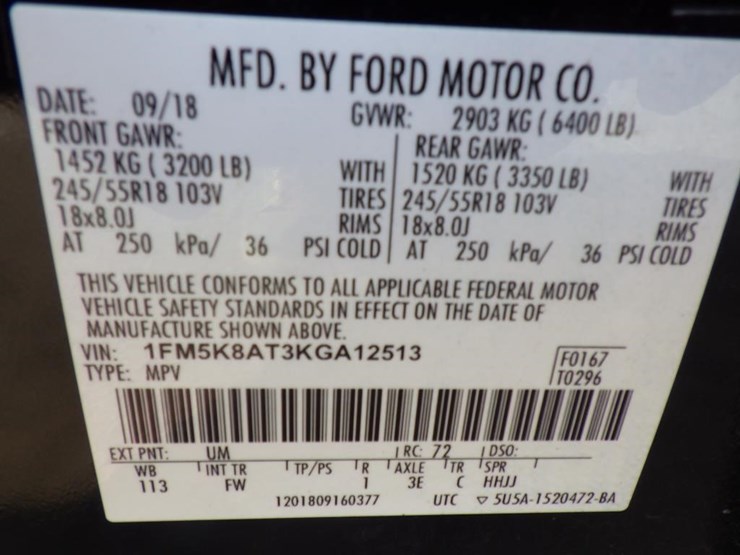 MFD. BY FORD MOTOR CO.
DATE: 09/18 GVWR: 2903 KG ( 6400 LB)
FRONT GAWR: REAR GAWR:
1452 KG ( 3200 LB) WITH 1520 KG ( 3350 LB) WITH
245/55R18 103V TIRES 245/55R18 103V TIRES
18x8.0J RIMS 18x8.0J RIMS
AT 250 kPa/ 36 PSI COLD AT 250 kPa/ 36 PSI COLD
THIS VEHICLE CONFORMS TO ALL APPLICABLE FEDERAL MOTOR
VEHICLE SAFETY STANDARDS IN EFFECT ON THE DATE OF
MANUFACTURE SHOWN ABOVE.
VIN: 1FM5K8AT3KGA12513 F0167
TYPE: MPV T0296
EXT PNT: UM RC: 72 DSO:
WB INT TR TP/PS R AXLE TR SPR
113 FW 1 3E C HHJJ
1201809160377 UTC ▽ 5U5A-1520472-BA